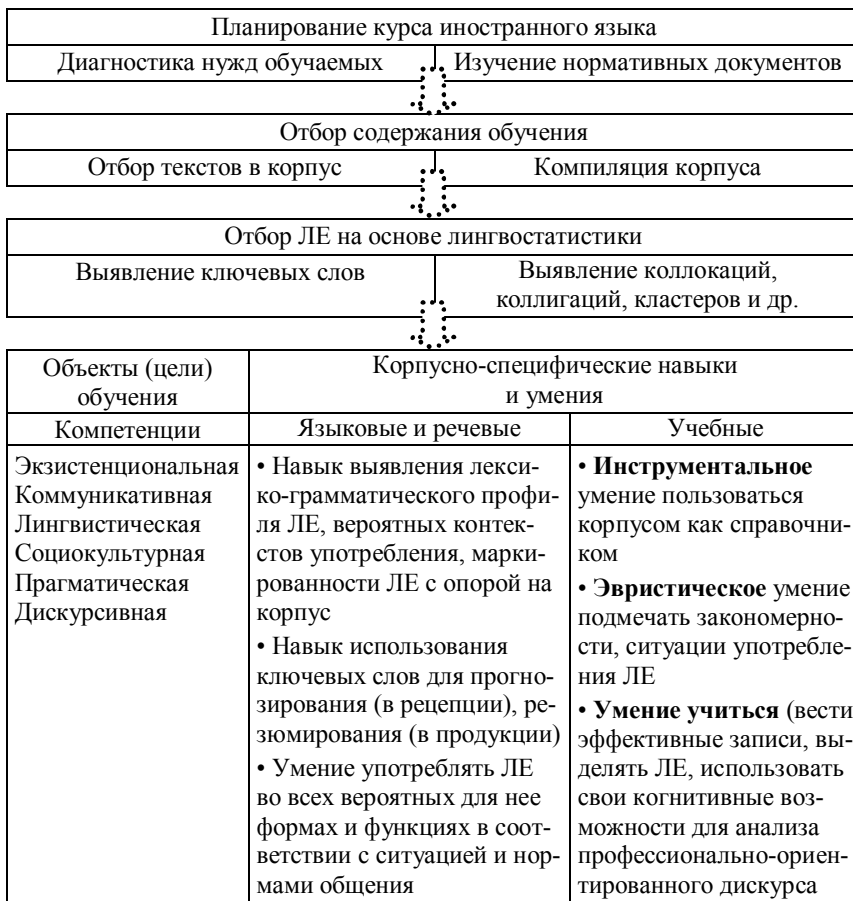 Планирование курса иностранного языка
Диагностика нужд обучаемых
Изучение нормативных документов
Отбор содержания обучения
Отбор текстов в корпус
Компиляция корпуса
Отбор ЛЕ на основе лингвостатистики
Выявление ключевых слов
Выявление коллокаций,
коллигаций, кластеров и др.
Объекты (цели)
обучения
Корпусно-специфические навыки
и умения
Компетенции
Языковые и речевые
Учебные
Экзистенциональная
Коммуникативная
Лингвистическая
Социокультурная
Прагматическая
Дискурсивная
• Навык выявления лекси-
ко-грамматического профи-
ля ЛЕ, вероятных контек-
стов употребления, марки-
рованности ЛЕ с опорой на
корпус
• Навык использования
ключевых слов для прогно-
зирования (в рецепции), ре-
зюмирования (в продукции)
• Умение употреблять ЛЕ
во всех вероятных для нее
формах и функциях в соот-
ветствии с ситуацией и нор-
мами общения
• Инструментальное
умение пользоваться
корпусом как справочни-
ком
• Эвристическое умение
подмечать закономерно-
сти, ситуации употребле-
ния ЛЕ
• Умение учиться (вести
эффективные записи, вы-
делять ЛЕ, использовать
свои когнитивные воз-
можности для анализа
профессионально-ориен-
тированного дискурса